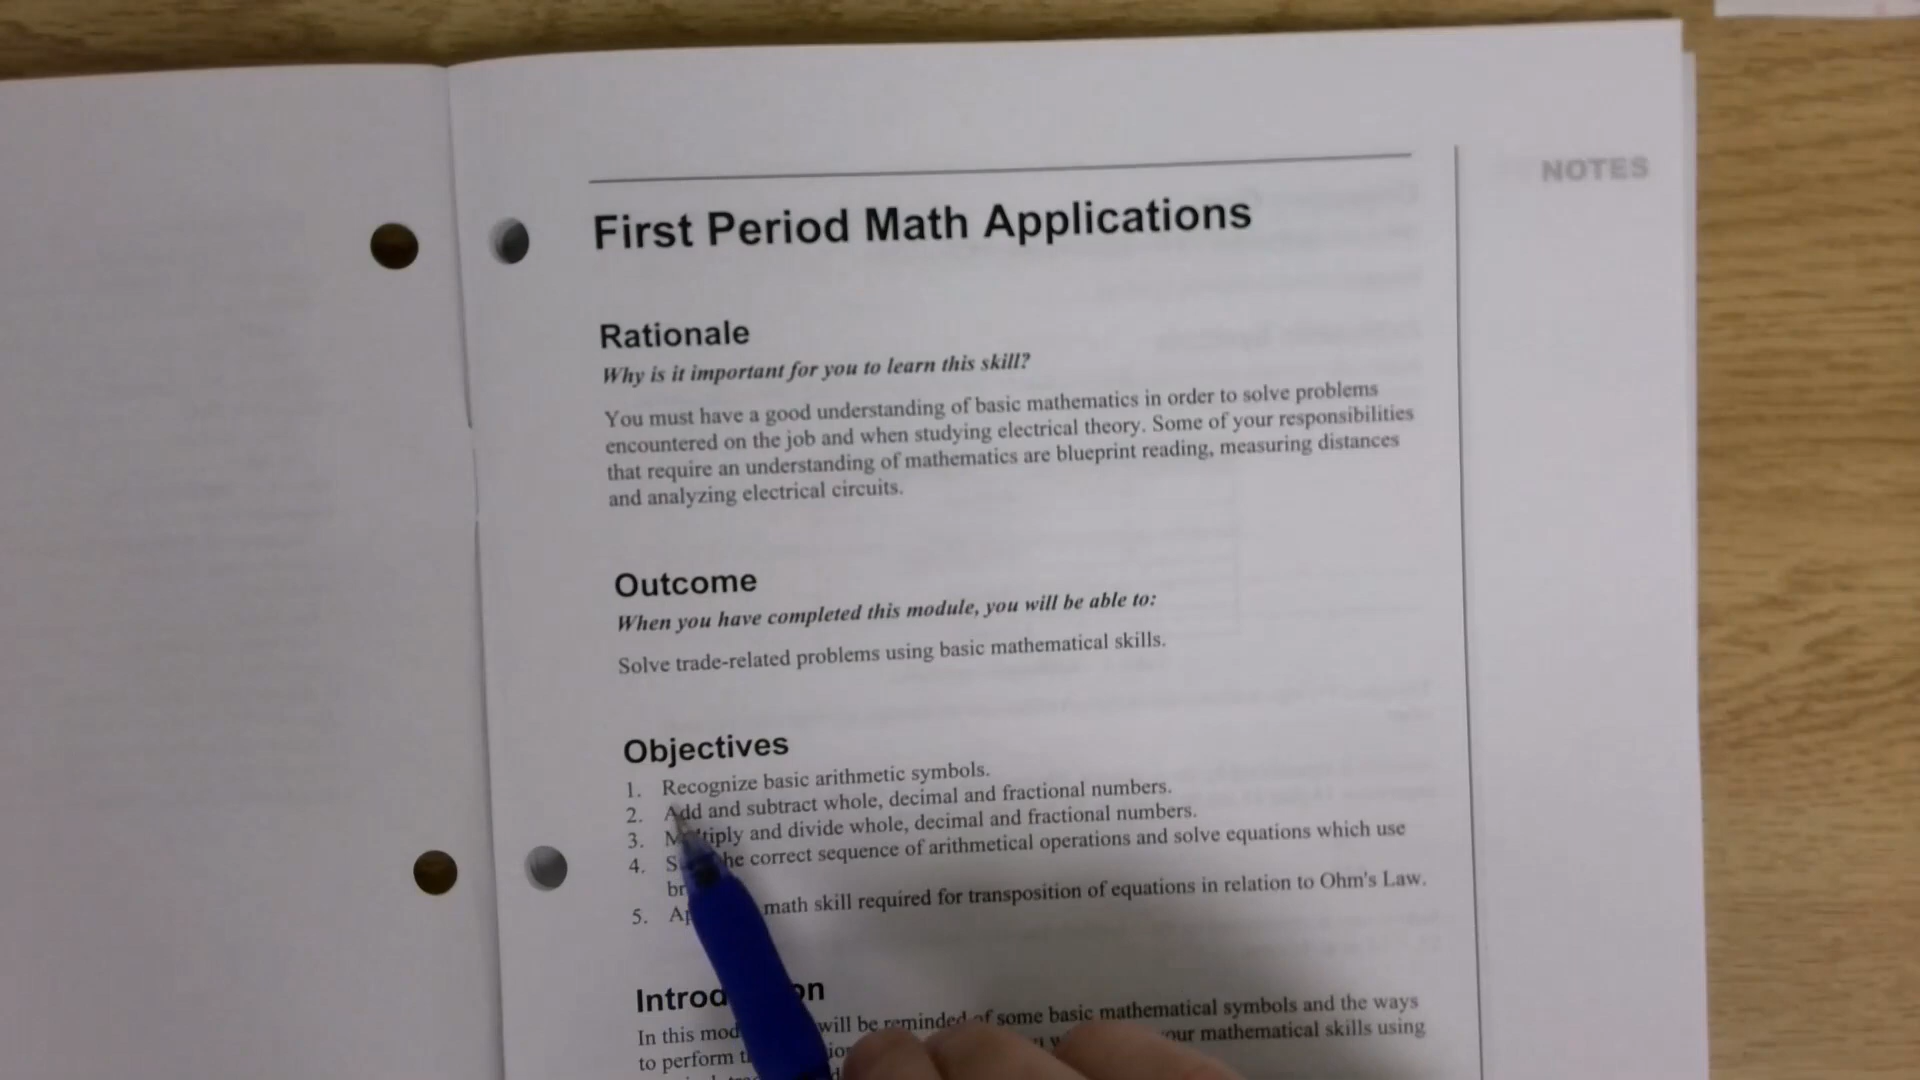 NOTES
First Period Math Applications
Rationale
Why is it important for you to learn this skill?
You must have a good understanding of basic mathematics in order to solve problems
encountered on the job and when studying electrical theory. Some of your responsibilities
that require an understanding of mathematics are blueprint reading, measuring distances
and analyzing electrical circuits.
Outcome
When you have completed this module, you will be able to:
Solve trade-related problems using basic mathematical skills.
Objectives
1. Recognize basic arithmetic symbols.
2. Add and subtract whole, decimal and fractional numbers.
3. and divide whole, decimal and fractional numbers.
4. correct sequence of arithmetical operations and solve equations which use
5. math skill required for transposition of equations in relation to Ohm's Law.
In this will be reminded of some basic mathematical symbols and the ways
to perform your mathematical skills using